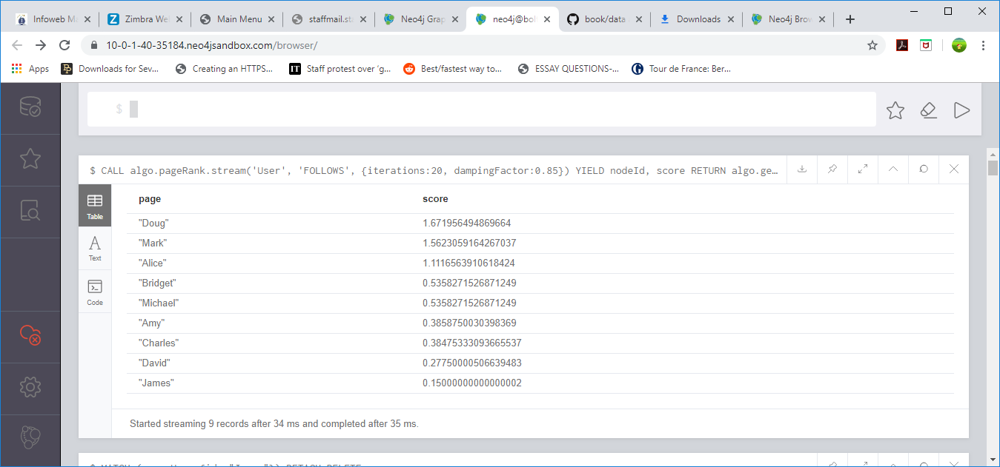 Infoweb Ma
Zimbra We
Main Menu
staffmail.st
Neo4j Grap
neo4j@bol
book/data
Downloads
Neo4j Brow
10-0-1-40-35184.neo4jsandbox.com/browser/
Apps
Downloads for Sev...
Creating an HTTPS...
Staff protest over 'g...
Best/fastest way to...
ESSAY QUESTIONS-...
Tour de France: Ber...
$
$ CALL algo.pageRank.stream('User', 'FOLLOWS', {iterations:20, dampingFactor:0.85}) YIELD nodeId, score RETURN algo.ge…
Table
Text
Code
page score
"Doug" 1.671956494869664
"Mark" 1.5623059164267037
"Alice" 1.1116563910618424
"Bridget" 0.5358271526871249
"Michael" 0.5358271526871249
"Amy" 0.3858750030398369
"Charles" 0.38475333093665537
"David" 0.27750000506639483
"James" 0.15000000000000002
Started streaming 9 records after 34 ms and completed after 35 ms.